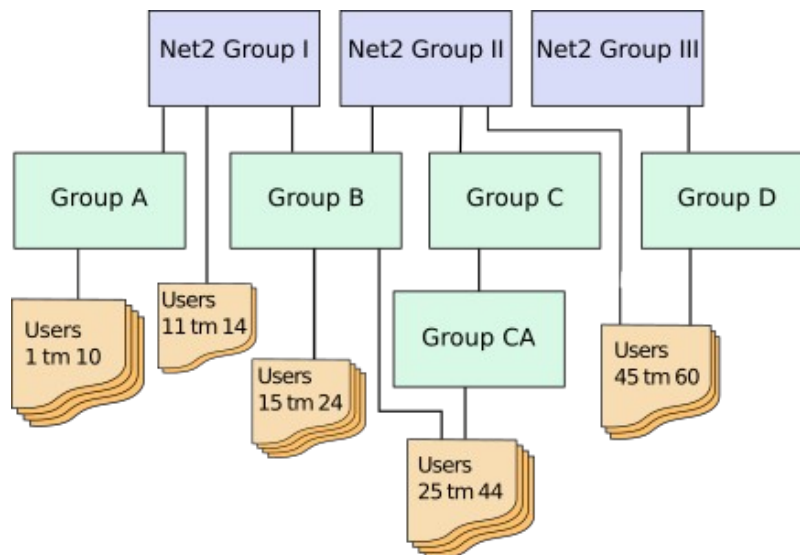 Net2 Group I
Net2 Group II
Net2 Group III
Group A
Group B
Group C
Group D
Users
1 tm 10
Users
11 tm 14
Group CA
Users
15 tm 24
Users
45 tm 60
Users
25 tm 44